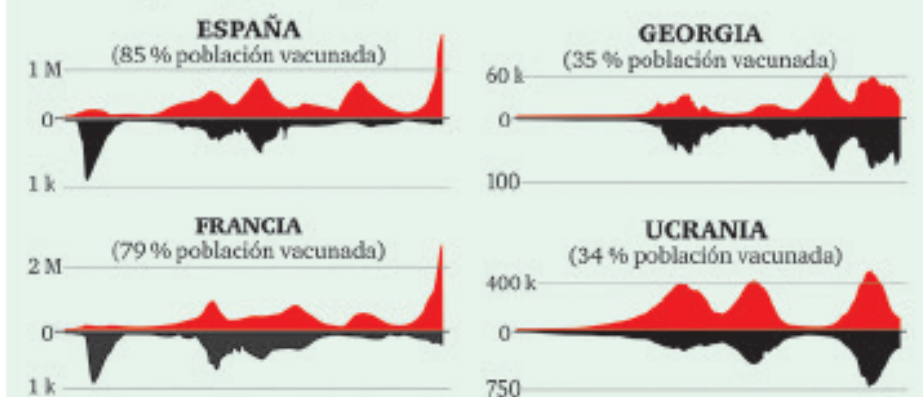 ESPAÑA
(85 % población vacunada)
1 M
0
1 k
GEORGIA
(35 % población vacunada)
60 k
0
100
FRANCIA
(79 % población vacunada)
2 M
0
1 k
UCRANIA
(34 % población vacunada)
400 k
0
750